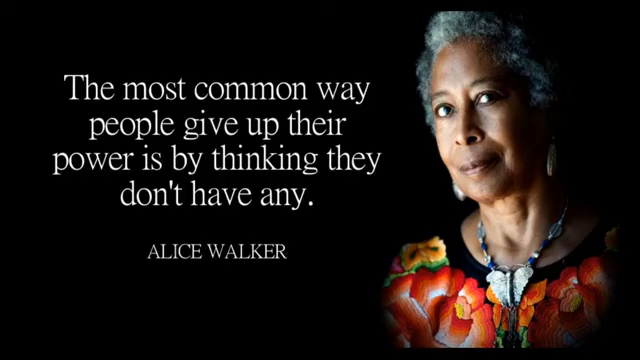 The most common way
people give up their
power is by thinking they
don't have any.
ALICE WALKER